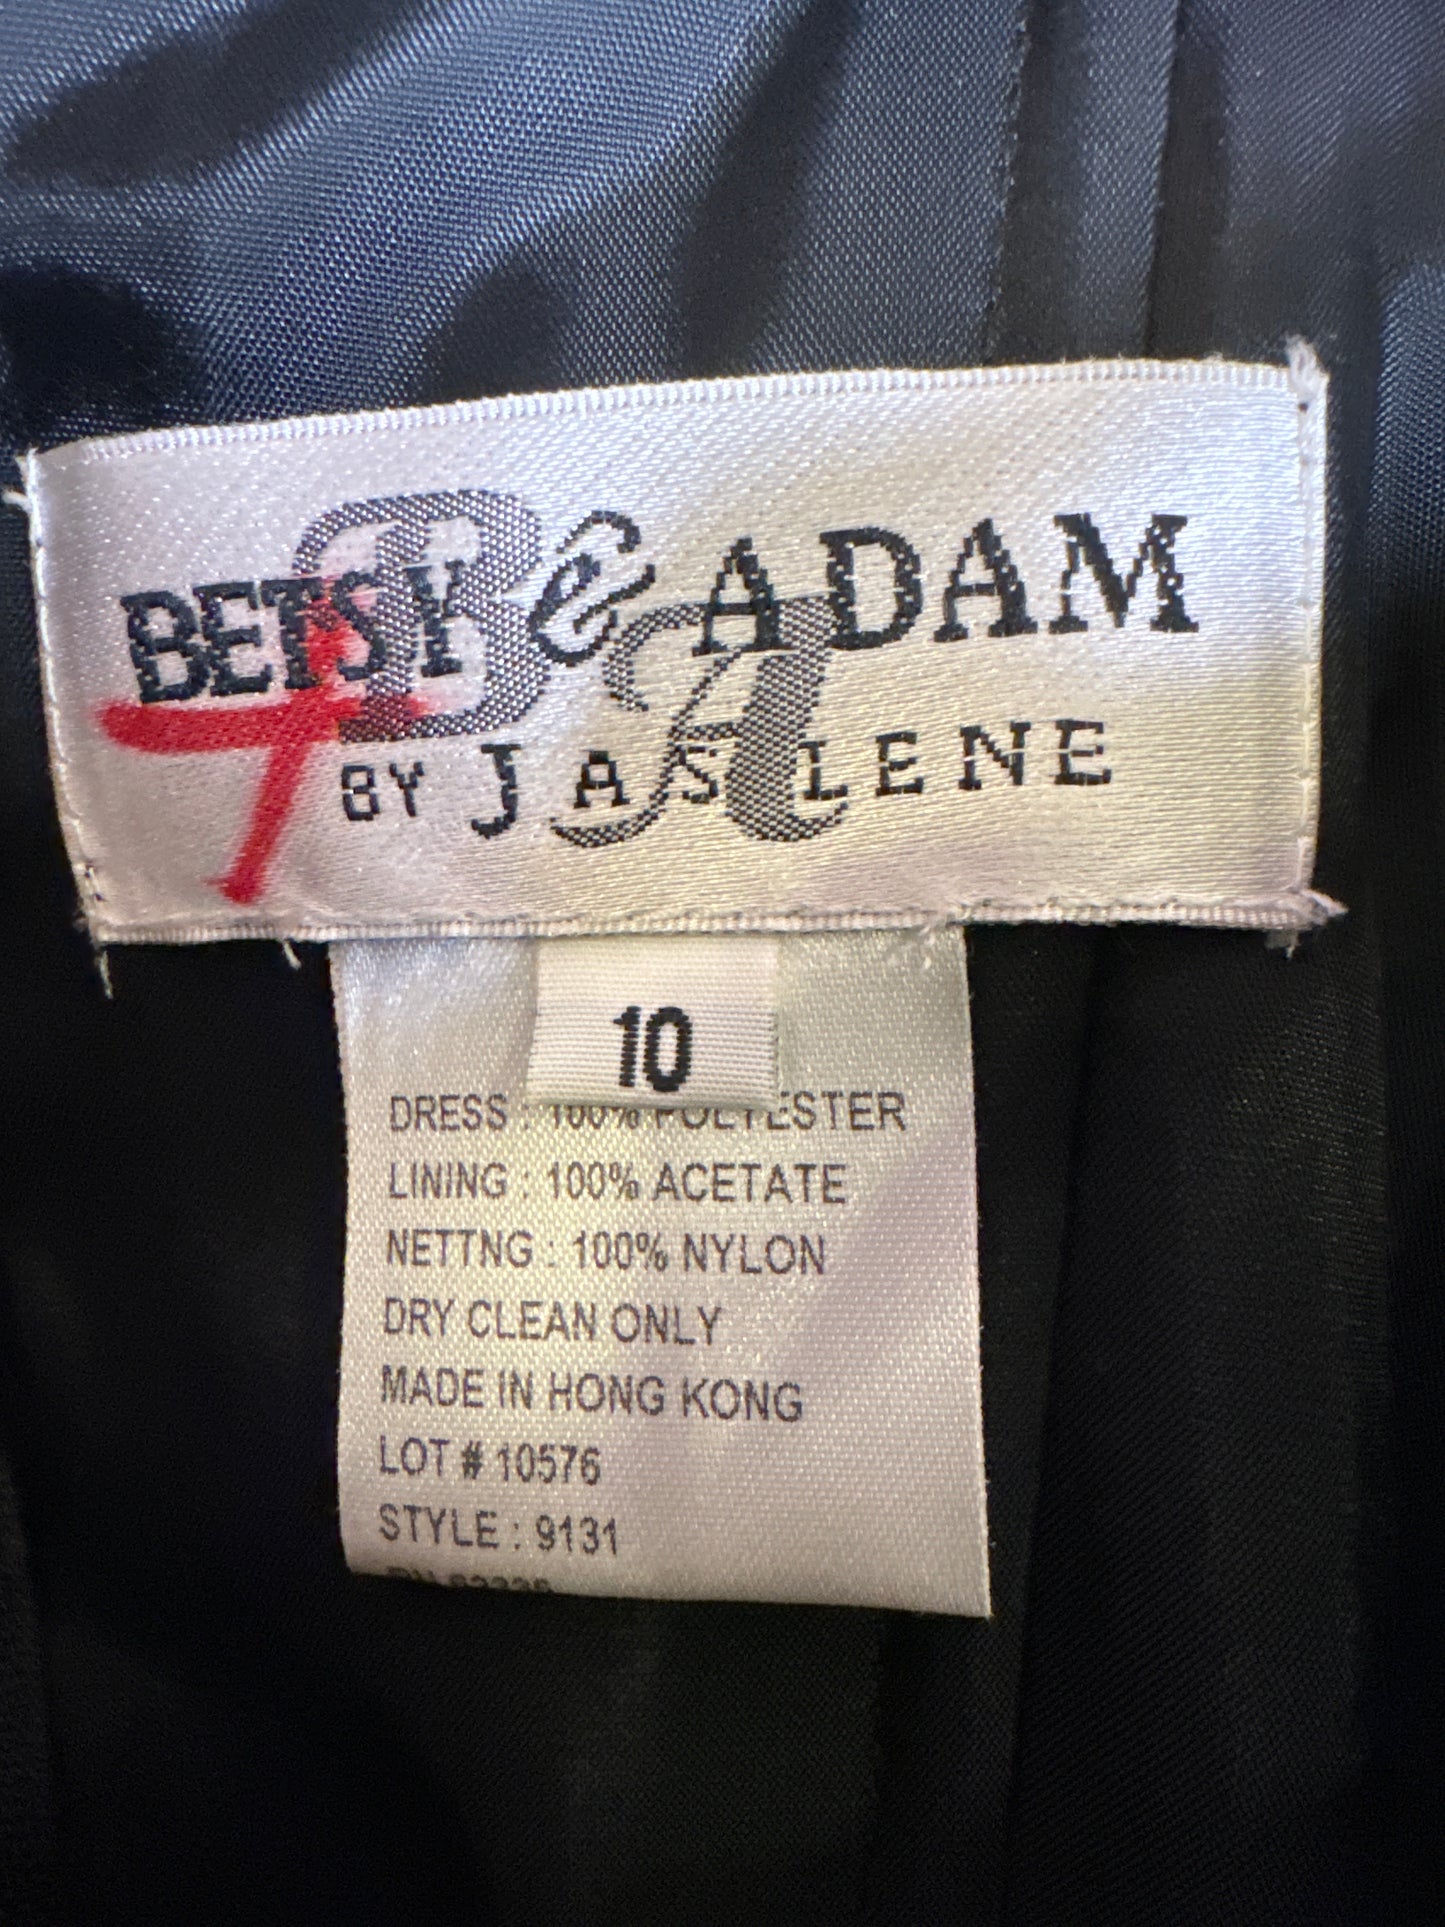 BETSY & ADAM
BA
BY JASLENE
10
DRESS : 100% POLYESTER
LINING : 100% ACETATE
NETTNG : 100% NYLON
DRY CLEAN ONLY
MADE IN HONG KONG
LOT # 10576
STYLE : 9131